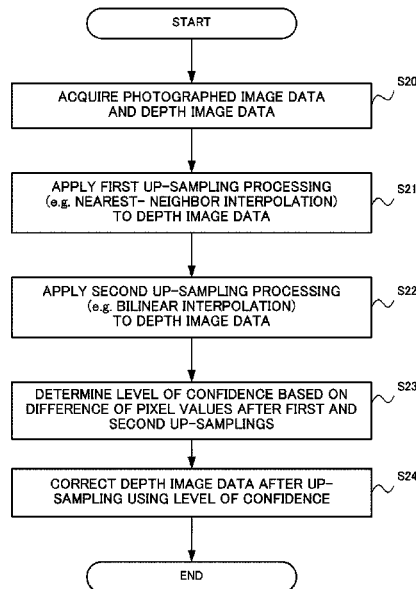 START
S20
ACQUIRE PHOTOGRAPHED IMAGE DATA
AND DEPTH IMAGE DATA
S21
APPLY FIRST UP-SAMPLING PROCESSING
(e.g. NEAREST- NEIGHBOR INTERPOLATION)
TO DEPTH IMAGE DATA
S22
APPLY SECOND UP-SAMPLING PROCESSING
(e.g. BILINEAR INTERPOLATION)
TO DEPTH IMAGE DATA
S23
DETERMINE LEVEL OF CONFIDENCE BASED ON
DIFFERENCE OF PIXEL VALUES AFTER FIRST AND
SECOND UP-SAMPLINGS
S24
CORRECT DEPTH IMAGE DATA AFTER UP-
SAMPLING USING LEVEL OF CONFIDENCE
END